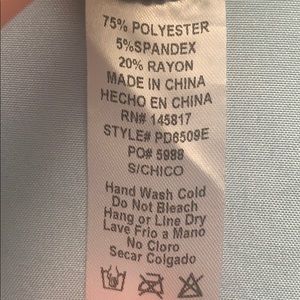 75% POLYESTER
5%SPANDEX
20% RAYON
MADE IN CHINA
HECHO EN CHINA
RN# 145817
STYLE# PD6509E
PO# 5988
S/CHICO
Hand Wash Cold
Do Not Bleach
Hang or Line Dry
Lave Frio a Mano
No Cloro
Secar Colgado